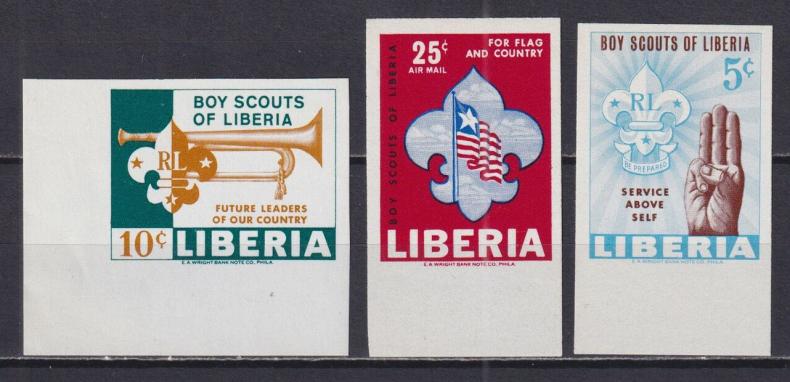 BOY SCOUTS
OF LIBERIA
RL
FUTURE LEADERS
OF OUR COUNTRY
10¢ LIBERIA
E.A. WRIGHT BANK NOTE CO., PHILA.
25¢
AIR MAIL
FOR FLAG
AND COUNTRY
BOY SCOUTS OF LIBERIA
LIBERIA
E.A. WRIGHT BANK NOTE CO., PHILA.
BOY SCOUTS OF LIBERIA
5¢
RL
BE PREPARED
SERVICE
ABOVE
SELF
LIBERIA
E.A. WRIGHT BANK NOTE CO., PHILA.